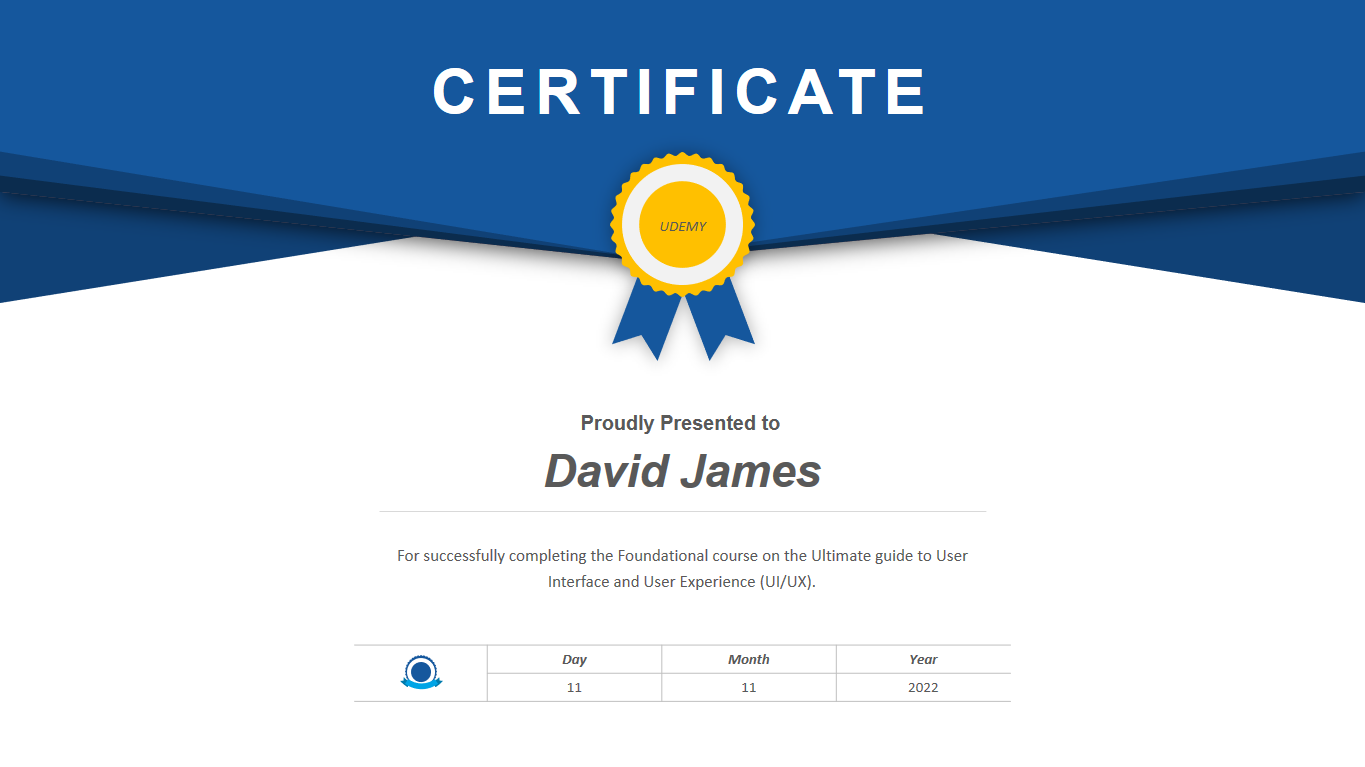 CERTIFICATE
UDEMY
Proudly Presented to
David James
For successfully completing the Foundational course on the Ultimate guide to User
Interface and User Experience (UI/UX).
Day Month Year
11 11 2022